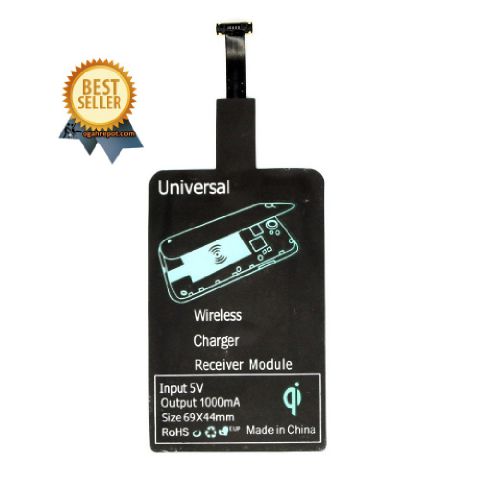 BEST
SELLER
ogahrepot.com
Universal
Wireless
Charger
Receiver Module
Input 5V
Output 1000mA
Size 69X44mm
RoHS EUP Made in China
qi